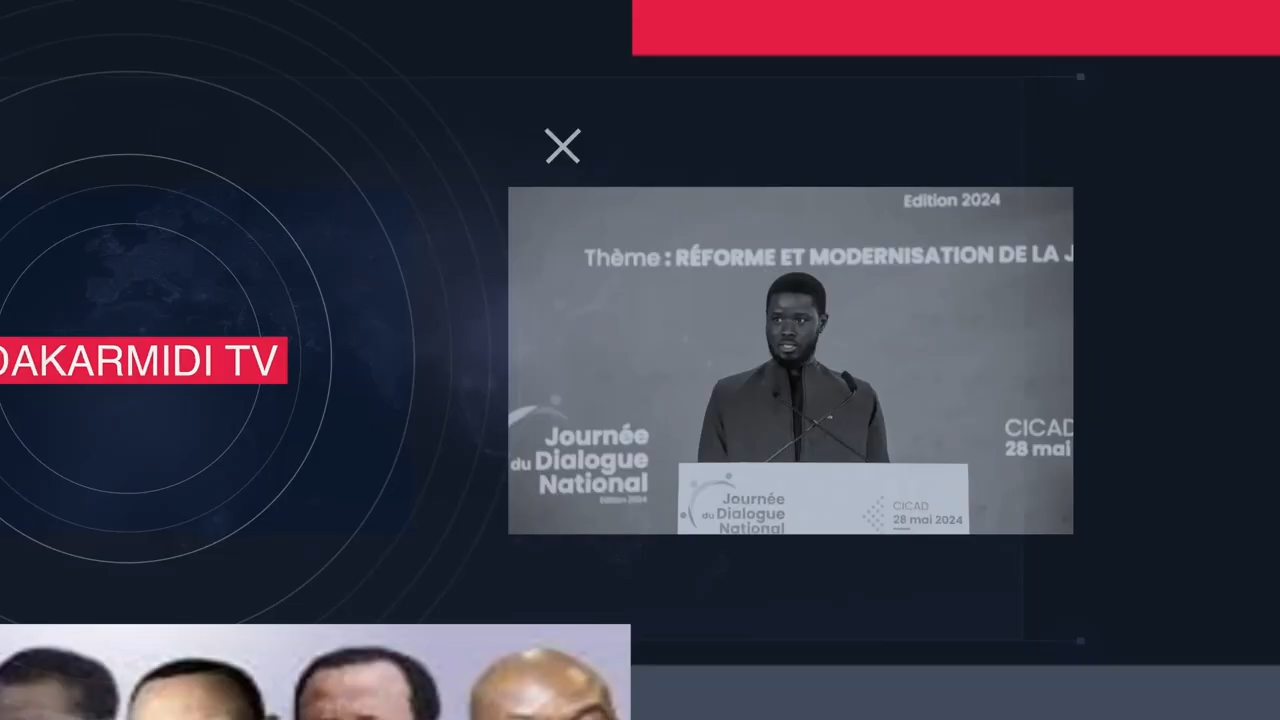 Edition 2024
Thème : RÉFORME ET MODERNISATION DE LA J
DAKARMIDI TV
Journée
du Dialogue
National
Edition 2024
CICAD
28 mai
Journée
du Dialogue
National
CICAD
28 mai 2024